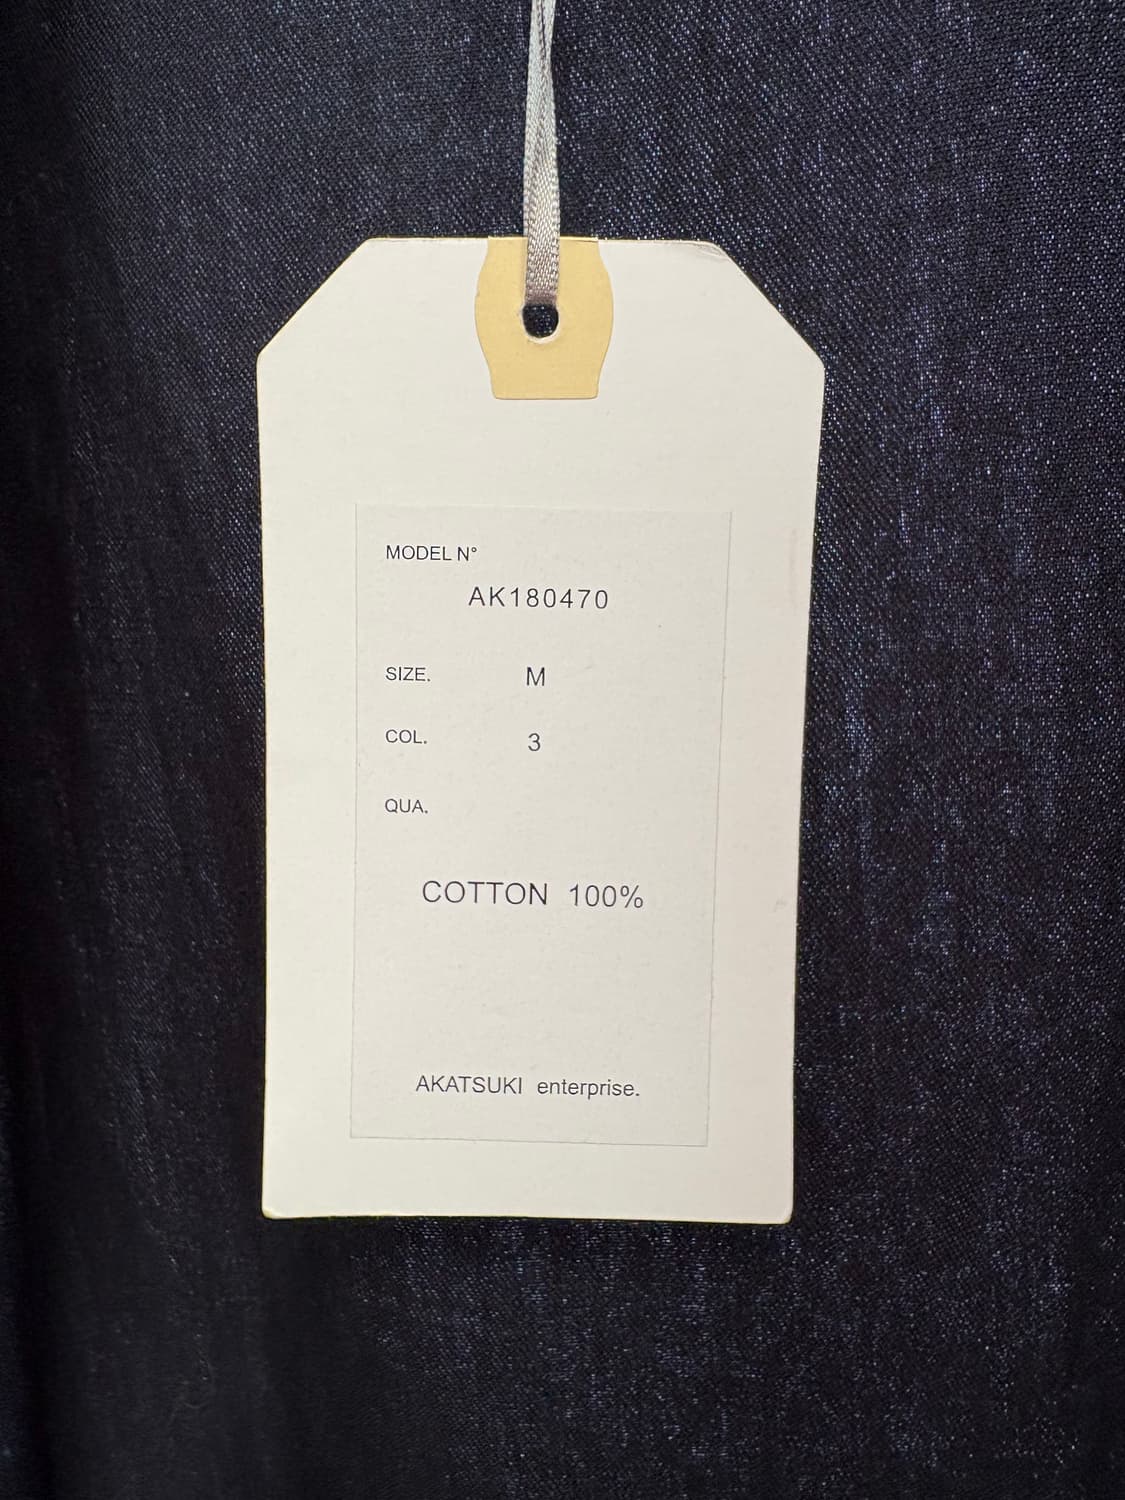 MODEL N°
AK180470
SIZE. M
COL. 3
QUA.
COTTON 100%
AKATSUKI enterprise.